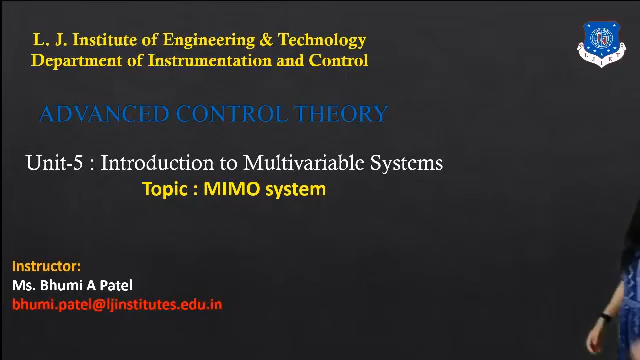 L. J. Institute of Engineering & Technology
Department of Instrumentation and Control
ADVANCED CONTROL THEORY
Unit-5 : Introduction to Multivariable Systems
Topic : MIMO system
Instructor:
Ms. Bhumi A Patel
bhumi.patel@ljinstitutes.edu.in